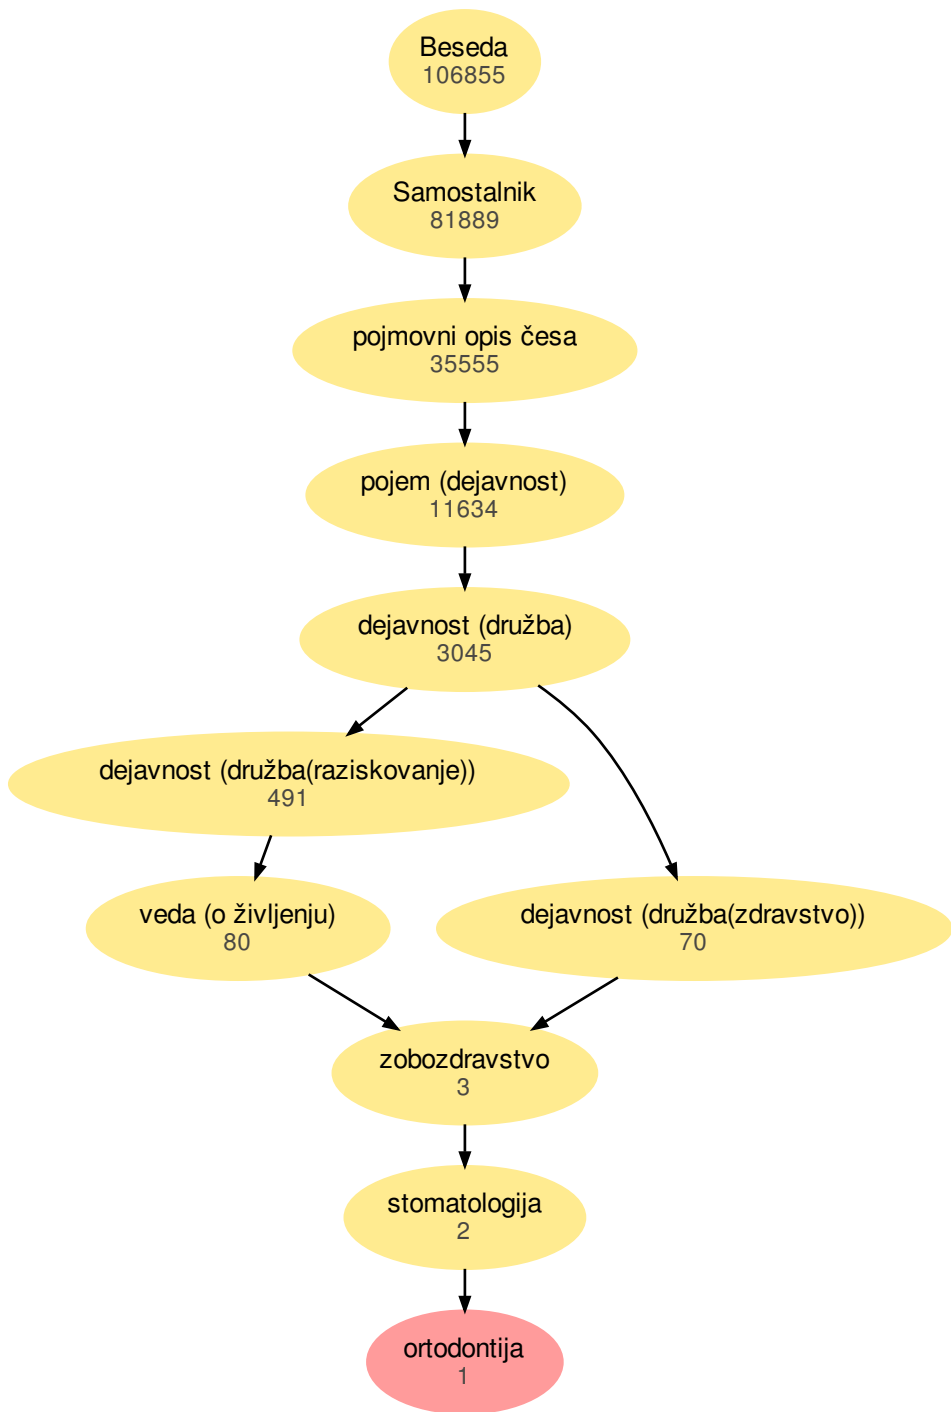 Beseda
106855
Samostalnik
81889
pojmovni opis česa
35555
pojem (dejavnost)
11634
dejavnost (družba)
3045
dejavnost (družba(raziskovanje))
491
veda (o življenju)
80
dejavnost (družba(zdravstvo))
70
zobozdravstvo
3
stomatologija
2
ortodontija
1